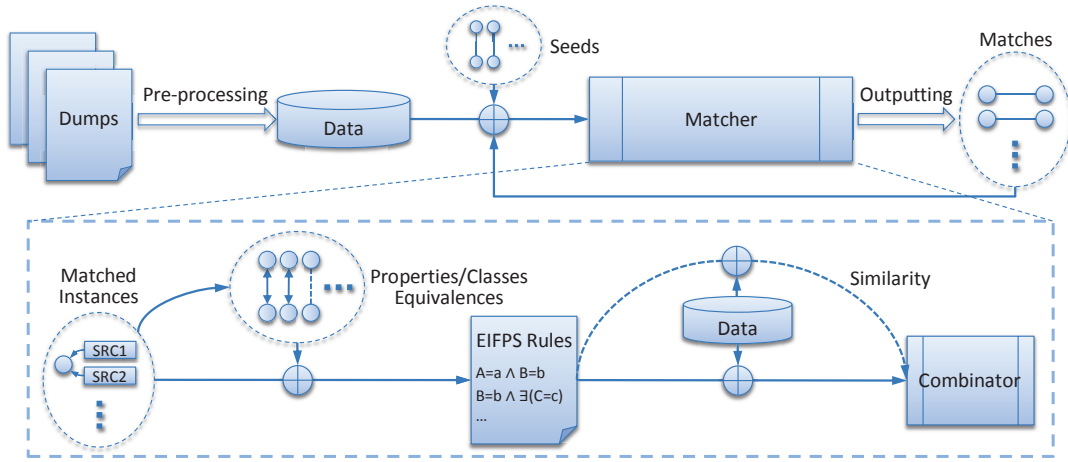 Seeds
Matches
Pre-processing
Outputting
Dumps
Data
Matcher
...
Matched
Instances
Properties/Classes
Equivalences
Similarity
SRC1
SRC2
EIFPS Rules
A=a ∧ B=b
B=b ∧ ∃(C=c)
...
Data
Combinator